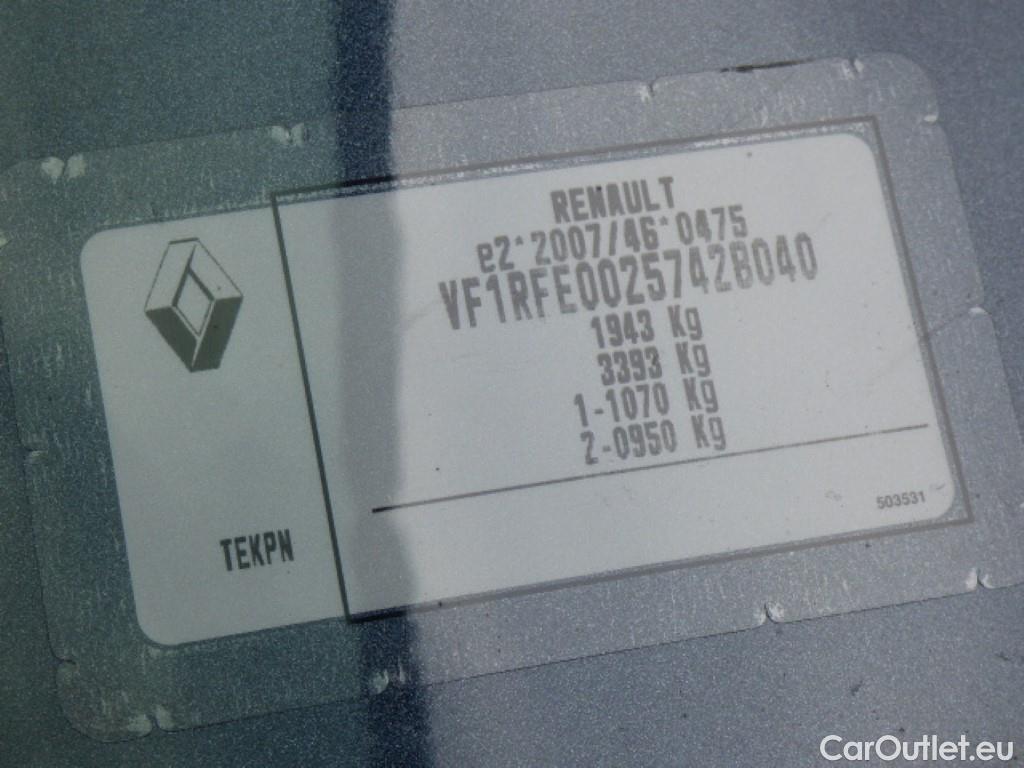 RENAULT
e2*2007/46*0475
VF1RFE00257428040
1943 Kg
3393 Kg
1-1070 Kg
2-0950 Kg
503531
TEKPN
CarOutlet.eu